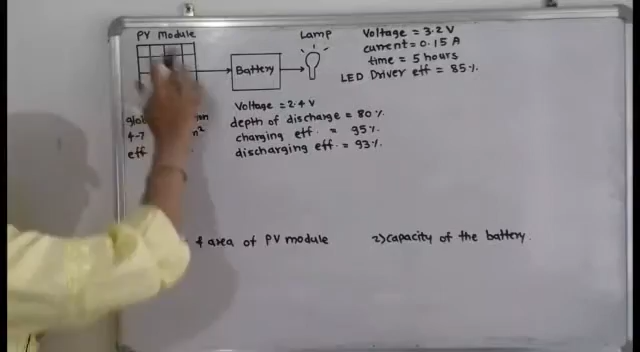 PV Module
Lamp
Battery
Voltage = 3.2 V
current = 0.15 A
time = 5 hours
LED Driver eff = 85%
Voltage = 2.4 V
depth of discharge = 80%
charging eff. = 95%
discharging eff. = 93%
eff
area of PV module
2) capacity of the battery.